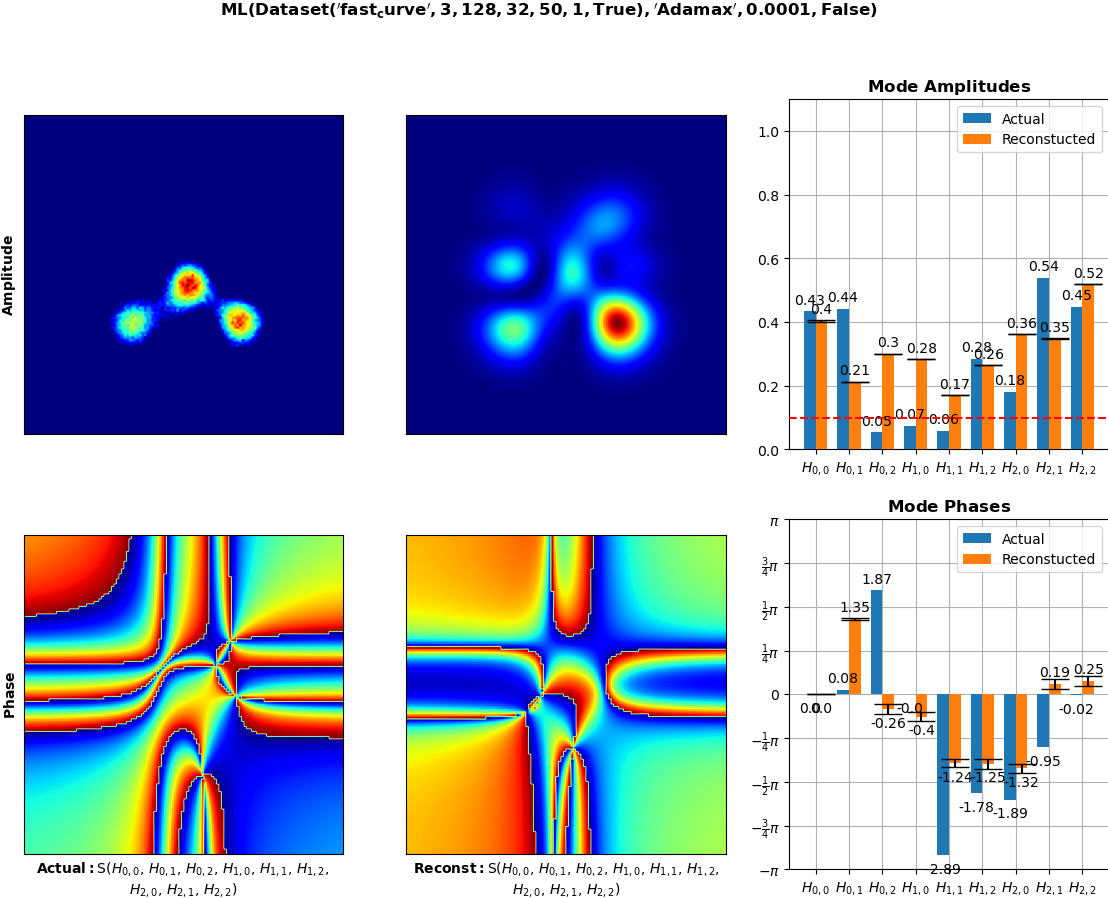 ML(Dataset('fast_curve', 3, 128, 32, 50, 1, True), 'Adamax', 0.0001, False)
Amplitude
Mode Amplitudes
Actual
Reconstucted
1.0
0.8
0.6
0.4
0.2
0.0
0.43
0.4
0.44
0.21
0.05
0.3
0.07
0.28
0.06
0.17
0.28
0.26
0.18
0.36
0.54
0.35
0.45
0.52
H0,0 H0,1 H0,2 H1,0 H1,1 H1,2 H2,0 H2,1 H2,2
Phase
Actual: S(H0,0, H0,1, H0,2, H1,0, H1,1, H1,2,
H2,0, H2,1, H2,2)
Reconst: S(H0,0, H0,1, H0,2, H1,0, H1,1, H1,2,
H2,0, H2,1, H2,2)
Mode Phases
Actual
Reconstucted
π
3/4π
1/2π
1/4π
0
−1/4π
−1/2π
−3/4π
−π
0.0
0.0
0.08
1.35
1.87
-0.26
-0.0
-0.4
-2.89
-1.24
-1.78
-1.25
-1.89
-1.32
-0.95
0.19
-0.02
0.25
H0,0 H0,1 H0,2 H1,0 H1,1 H1,2 H2,0 H2,1 H2,2